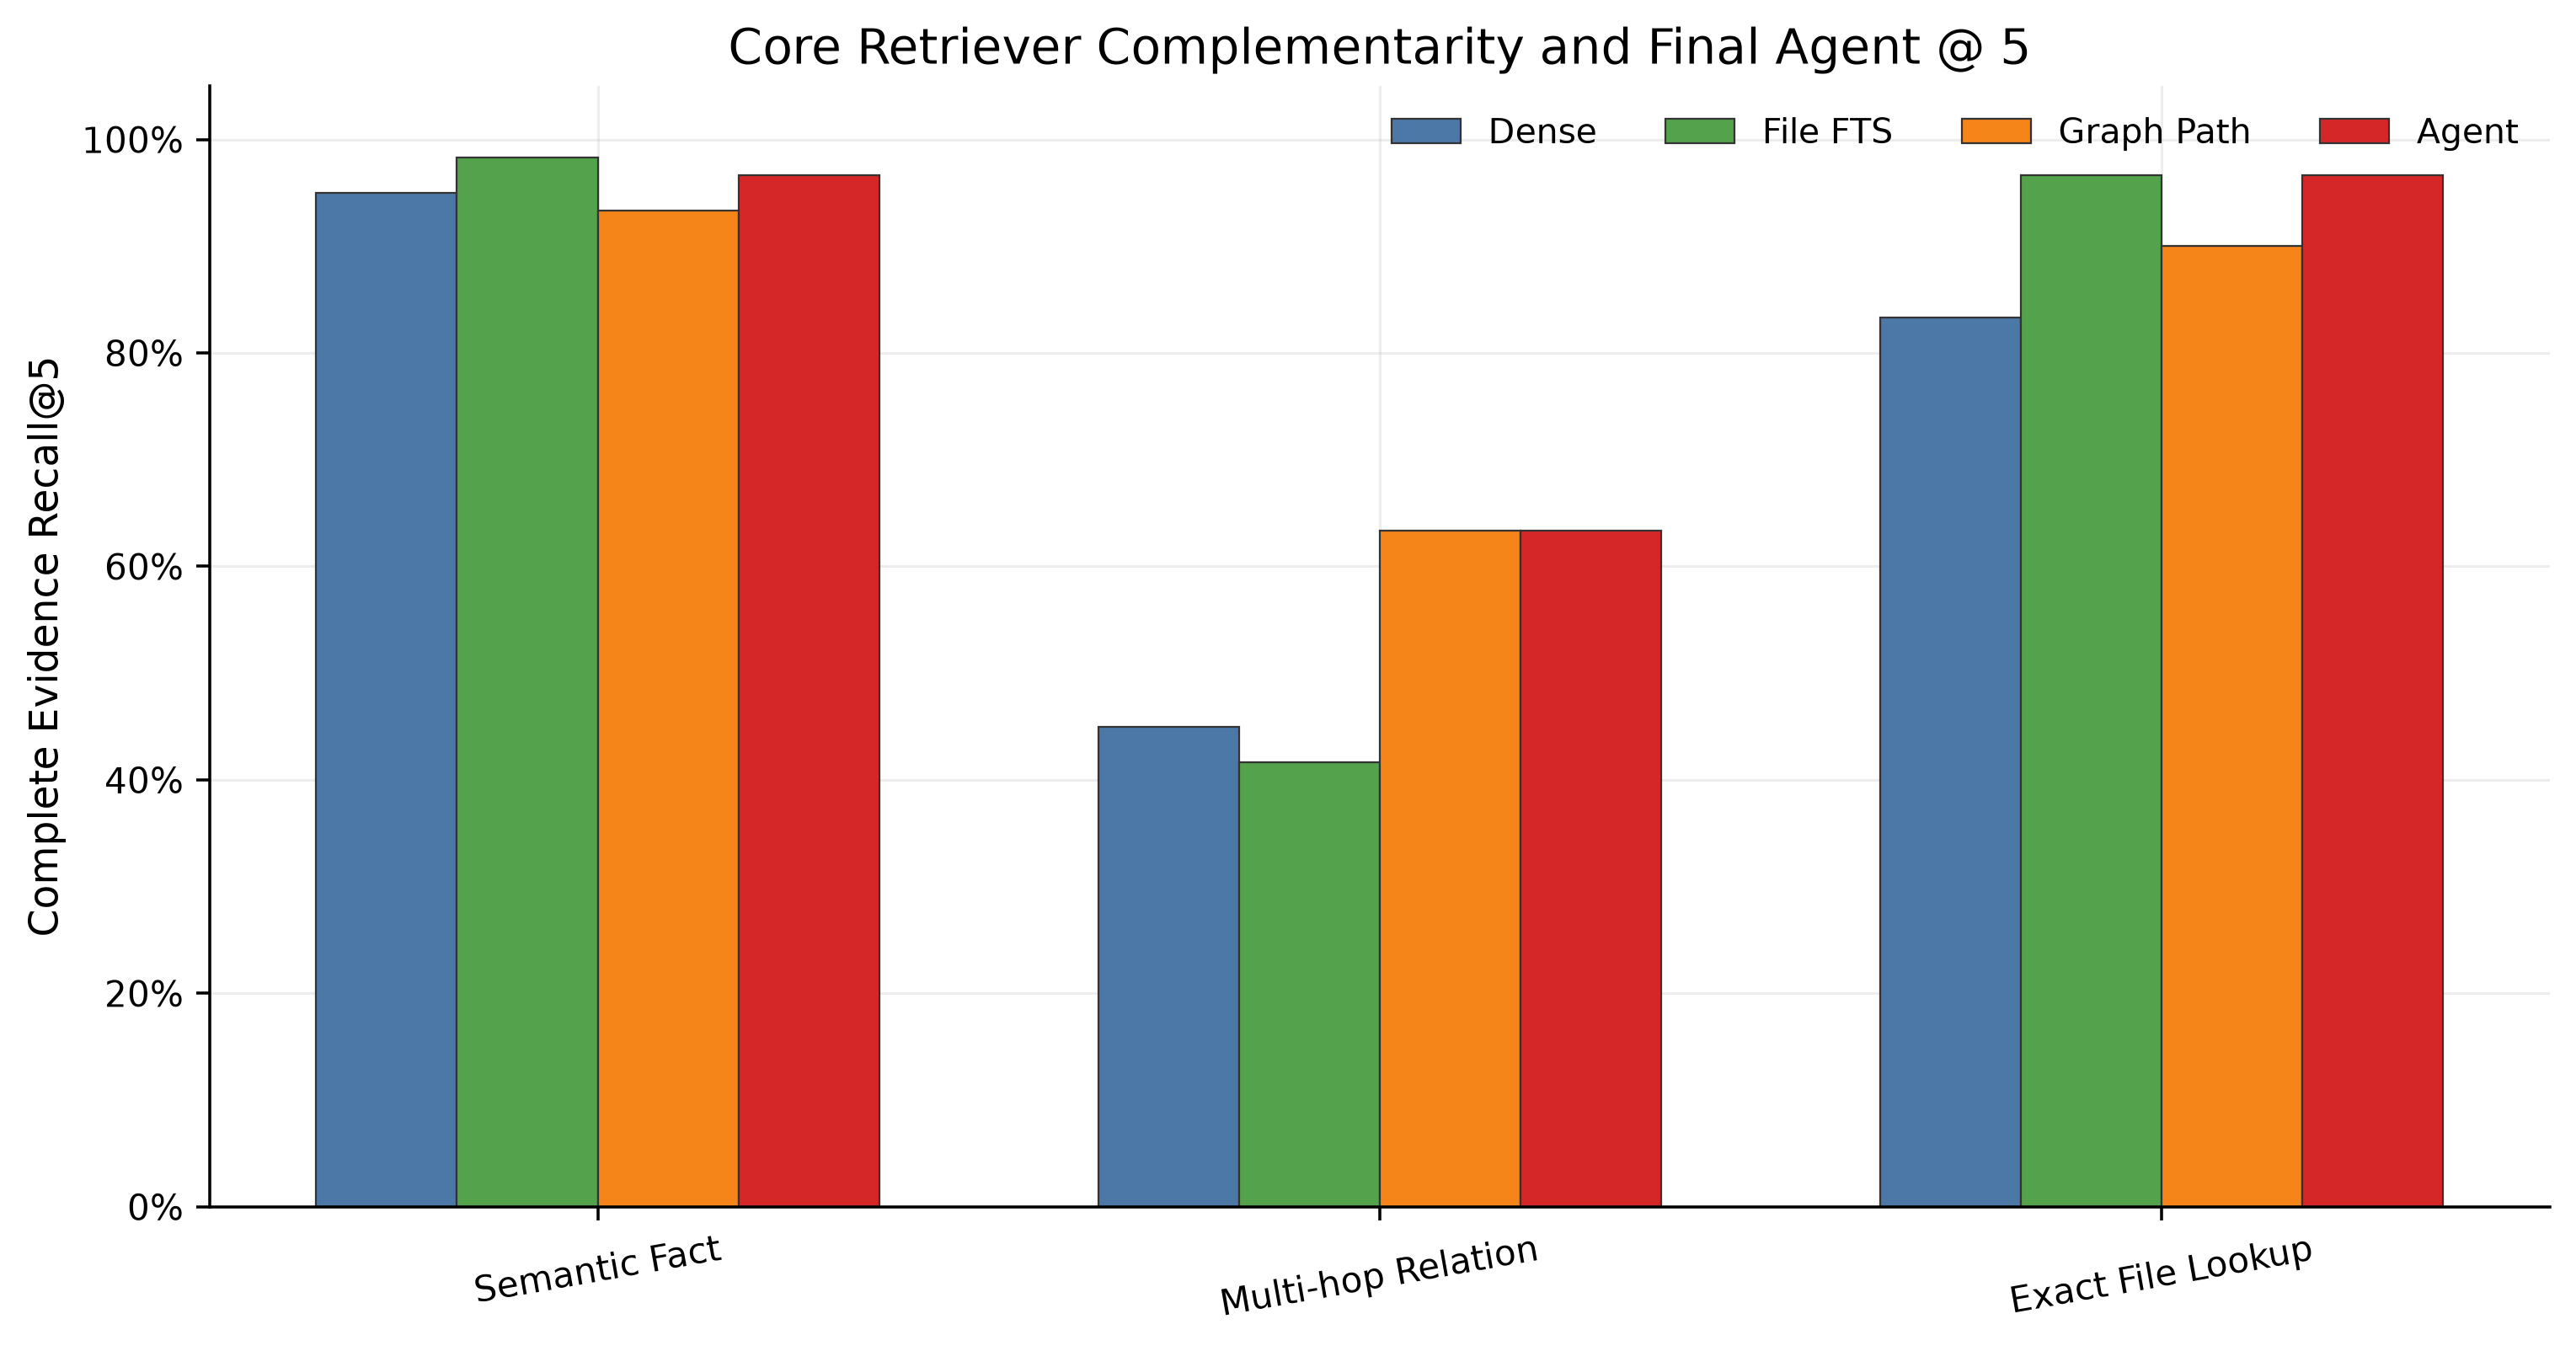 Core Retriever Complementarity and Final Agent @ 5
Dense
File FTS
Graph Path
Agent
Complete Evidence Recall@5
100%
80%
60%
40%
20%
0%
Semantic Fact
Multi-hop Relation
Exact File Lookup